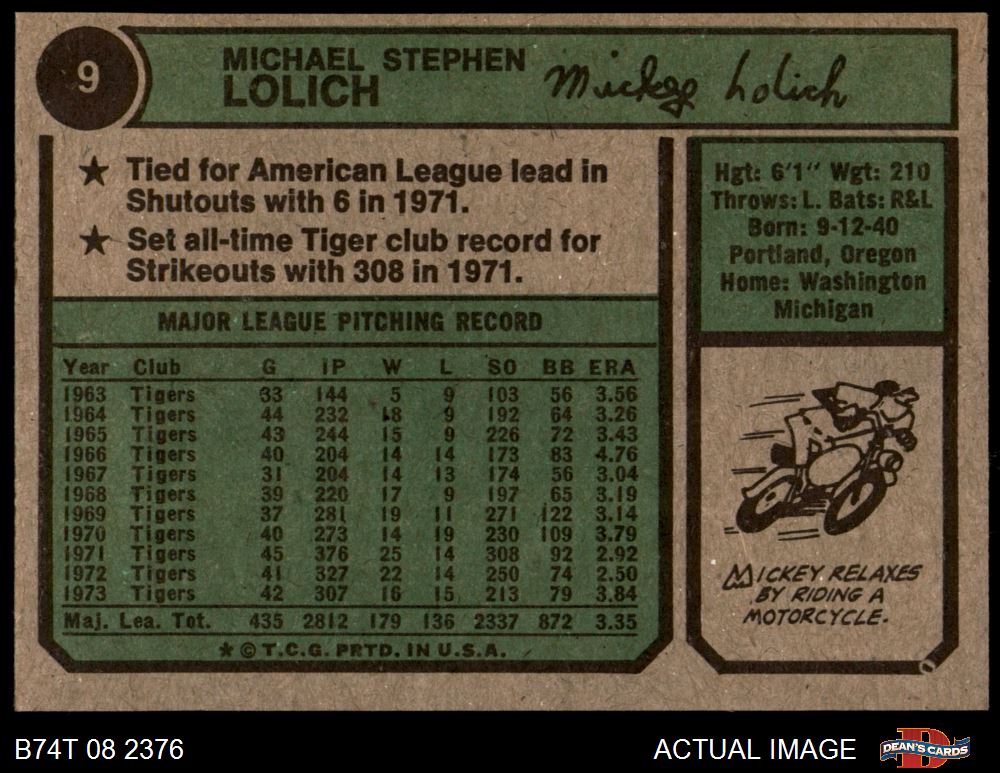 9
MICHAEL STEPHEN
LOLICH
Mickey Lolich
★ Tied for American League lead in
Shutouts with 6 in 1971.
★ Set all-time Tiger club record for
Strikeouts with 308 in 1971.
MAJOR LEAGUE PITCHING RECORD
Year Club G IP W L SO BB ERA
1963 Tigers 33 144 5 9 103 56 3.56
1964 Tigers 44 232 18 9 192 64 3.26
1965 Tigers 43 244 15 9 226 72 3.43
1966 Tigers 40 204 14 14 173 83 4.76
1967 Tigers 31 204 14 13 174 56 3.04
1968 Tigers 39 220 17 9 197 65 3.19
1969 Tigers 37 281 19 11 271 122 3.14
1970 Tigers 40 273 14 19 230 109 3.79
1971 Tigers 45 376 25 14 308 92 2.92
1972 Tigers 41 327 22 14 250 74 2.50
1973 Tigers 42 307 16 15 213 79 3.84
Maj. Lea. Tot. 435 2812 179 136 2337 872 3.35
★ © T.C.G. PRTD. IN U.S.A.
Hgt: 6'1" Wgt: 210
Throws: L. Bats: R&L
Born: 9-12-40
Portland, Oregon
Home: Washington
Michigan
MICKEY RELAXES
BY RIDING A
MOTORCYCLE.
B74T 08 2376
ACTUAL IMAGE
D
DEAN'S CARDS